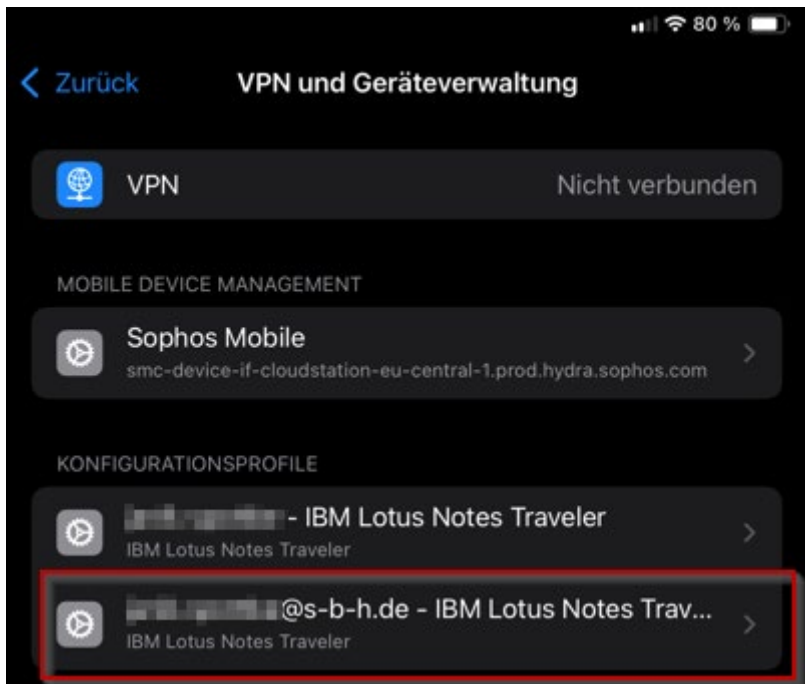 80 %
Zurück
VPN und Geräteverwaltung
VPN
Nicht verbunden
MOBILE DEVICE MANAGEMENT
Sophos Mobile
smc-device-if-cloudstation-eu-central-1.prod.hydra.sophos.com
KONFIGURATIONSPROFILE
- IBM Lotus Notes Traveler
IBM Lotus Notes Traveler
@s-b-h.de - IBM Lotus Notes Trav...
IBM Lotus Notes Traveler